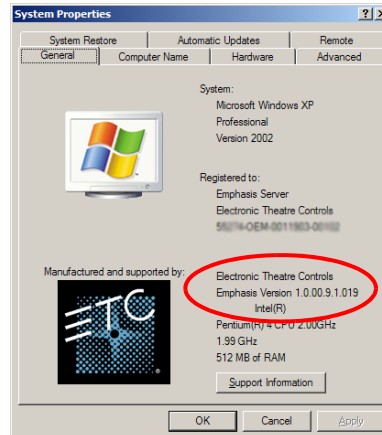 System Properties
System Restore Automatic Updates Remote
General Computer Name Hardware Advanced
System:
Microsoft Windows XP
Professional
Version 2002
Registered to:
Emphasis Server
Electronic Theatre Controls
Manufactured and supported by:
Electronic Theatre Controls
Emphasis Version 1.0.00.9.1.019
Intel(R)
Pentium(R) 4 CPU 2.00GHz
1.99 GHz
512 MB of RAM
ETC
Support Information
OK Cancel Apply